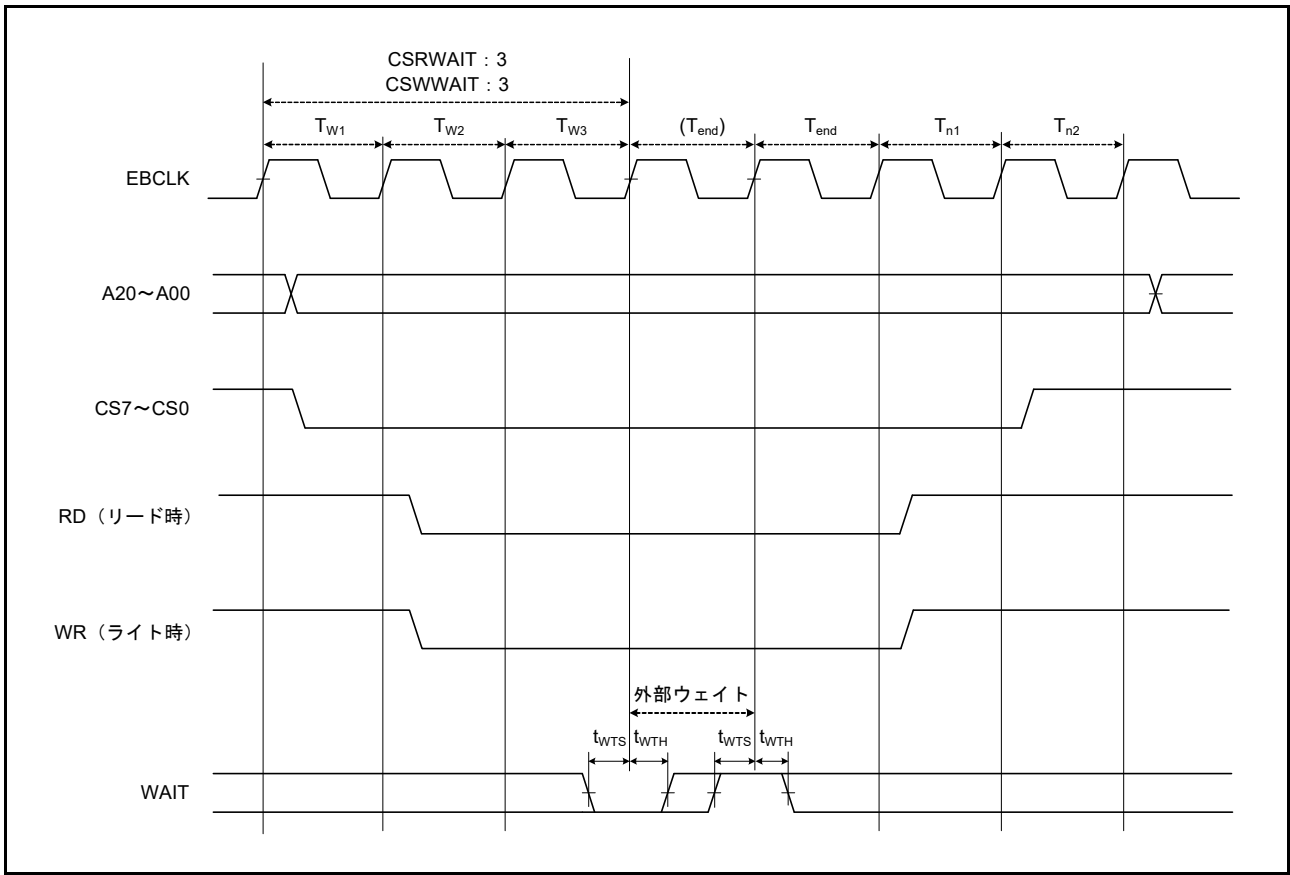 CSRWAIT：3
CSWWAIT：3
TW1 TW2 TW3 (Tend) Tend Tn1 Tn2
EBCLK
A20～A00
CS7～CS0
RD（リード時）
WR（ライト時）
外部ウェイト
tWTS tWTH tWTS tWTH
WAIT